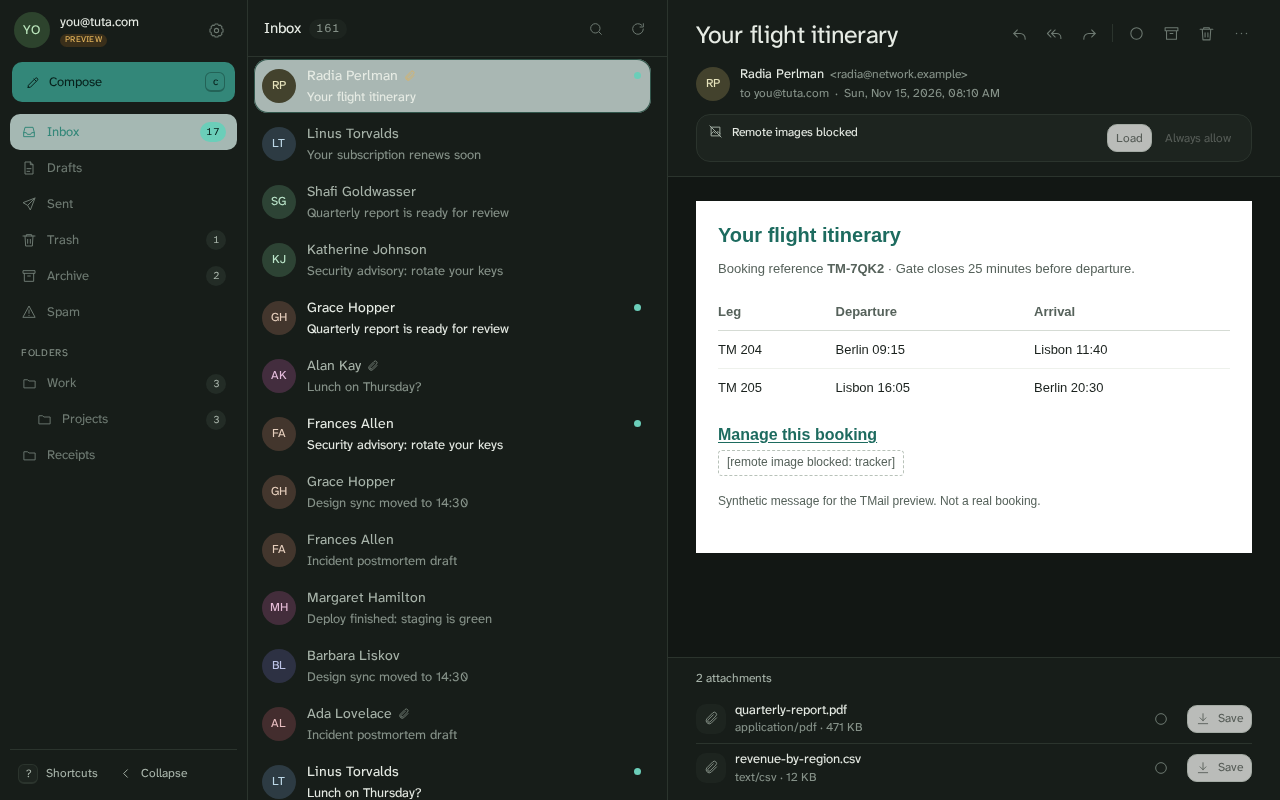 YO
you@tuta.com
PREVIEW
Compose
c
Inbox
17
Drafts
Sent
Trash
1
Archive
2
Spam
FOLDERS
Work
3
Projects
3
Receipts
?
Shortcuts
Collapse
Inbox
161
RP
Radia Perlman
Your flight itinerary
LT
Linus Torvalds
Your subscription renews soon
SG
Shafi Goldwasser
Quarterly report is ready for review
KJ
Katherine Johnson
Security advisory: rotate your keys
GH
Grace Hopper
Quarterly report is ready for review
AK
Alan Kay
Lunch on Thursday?
FA
Frances Allen
Security advisory: rotate your keys
GH
Grace Hopper
Design sync moved to 14:30
FA
Frances Allen
Incident postmortem draft
MH
Margaret Hamilton
Deploy finished: staging is green
BL
Barbara Liskov
Design sync moved to 14:30
AL
Ada Lovelace
Incident postmortem draft
LT
Linus Torvalds
Lunch on Thursday?
Your flight itinerary
RP
Radia Perlman <radia@network.example>
to you@tuta.com · Sun, Nov 15, 2026, 08:10 AM
Remote images blocked
Load
Always allow
Your flight itinerary
Booking reference TM-7QK2 · Gate closes 25 minutes before departure.
Leg Departure Arrival
TM 204 Berlin 09:15 Lisbon 11:40
TM 205 Lisbon 16:05 Berlin 20:30
Manage this booking
[remote image blocked: tracker]
Synthetic message for the TMail preview. Not a real booking.
2 attachments
quarterly-report.pdf
application/pdf · 471 KB
Save
revenue-by-region.csv
text/csv · 12 KB
Save